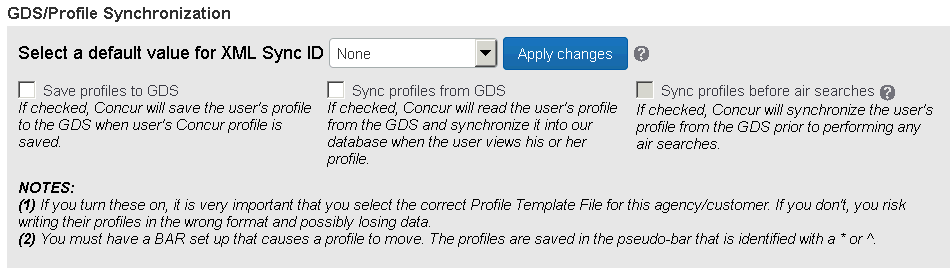 GDS/Profile Synchronization
Select a default value for XML Sync ID None Apply changes ?
Save profiles to GDS
If checked, Concur will save the user's profile
to the GDS when user's Concur profile is
saved.
Sync profiles from GDS
If checked, Concur will read the user's profile
from the GDS and synchronize it into our
database when the user views his or her
profile.
Sync profiles before air searches ?
If checked, Concur will synchronize the user's
profile from the GDS prior to performing any
air searches.
NOTES:
(1) If you turn these on, it is very important that you select the correct Profile Template File for this agency/customer. If you don't, you risk
writing their profiles in the wrong format and possibly losing data.
(2) You must have a BAR set up that causes a profile to move. The profiles are saved in the pseudo-bar that is identified with a * or ^.